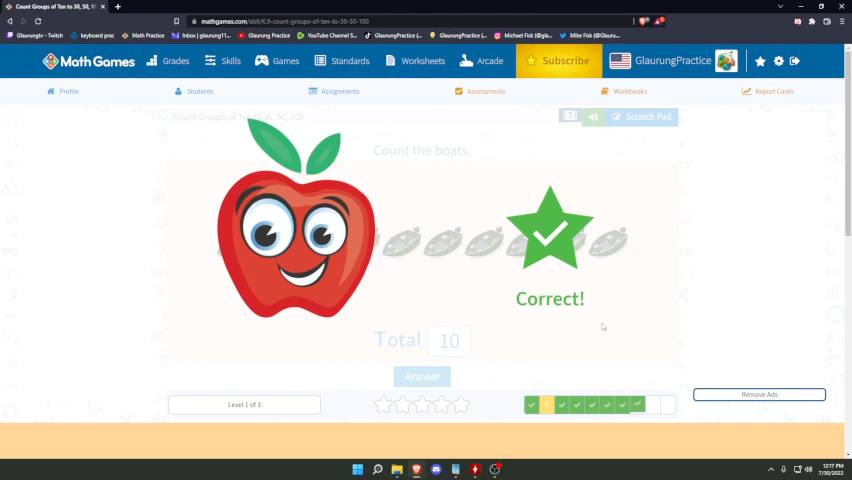 Count Groups of Ten to 30, 50, 10
mathgames.com/skill/K.9-count-groups-of-ten-to-30-50-100
Glaurungtv - Twitch
keyboard prac
Math Practice
Inbox | glaurung11...
Glaurung Practice
YouTube Channel S...
GlaurungPractice (...
GlaurungPractice (...
Michael Fisk (@gla...
Mike Fisk (@Glauru...
Math Games
Grades
Skills
Games
Standards
Worksheets
Arcade
Subscribe
GlaurungPractice
Profile
Students
Assignments
Assessments
Workbooks
Report Cards
Count Groups of Ten to 30, 50, 100
Scratch Pad
Count the boats.
Correct!
Total 10
Answer
Level 1 of 3
Remove Ads
12:17 PM
7/30/2022